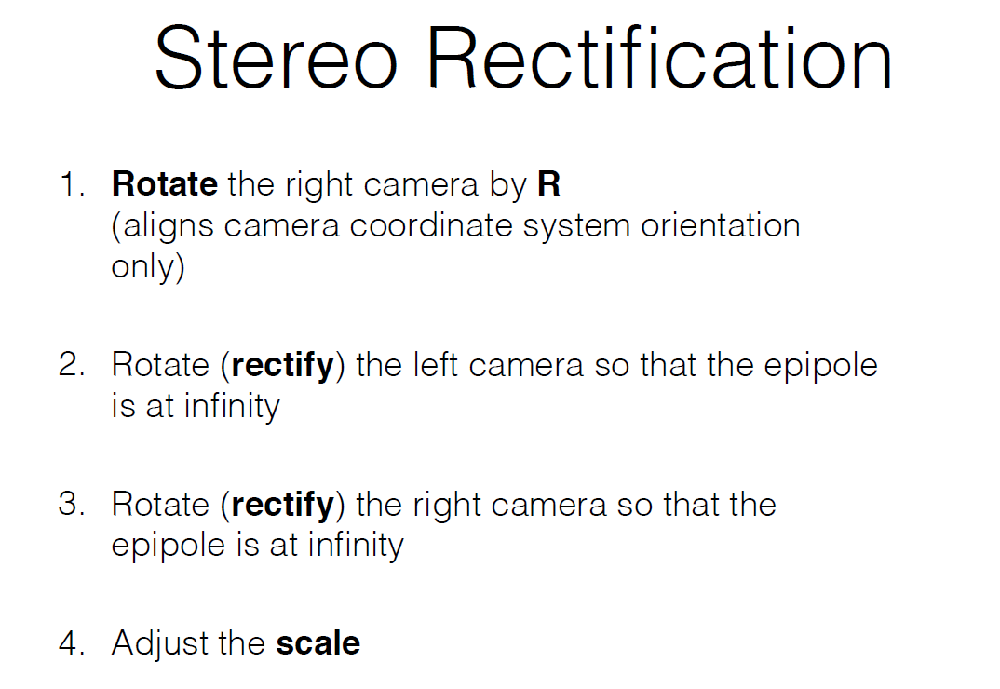 Stereo Rectification
1. Rotate the right camera by R
(aligns camera coordinate system orientation
only)
2. Rotate (rectify) the left camera so that the epipole
is at infinity
3. Rotate (rectify) the right camera so that the
epipole is at infinity
4. Adjust the scale